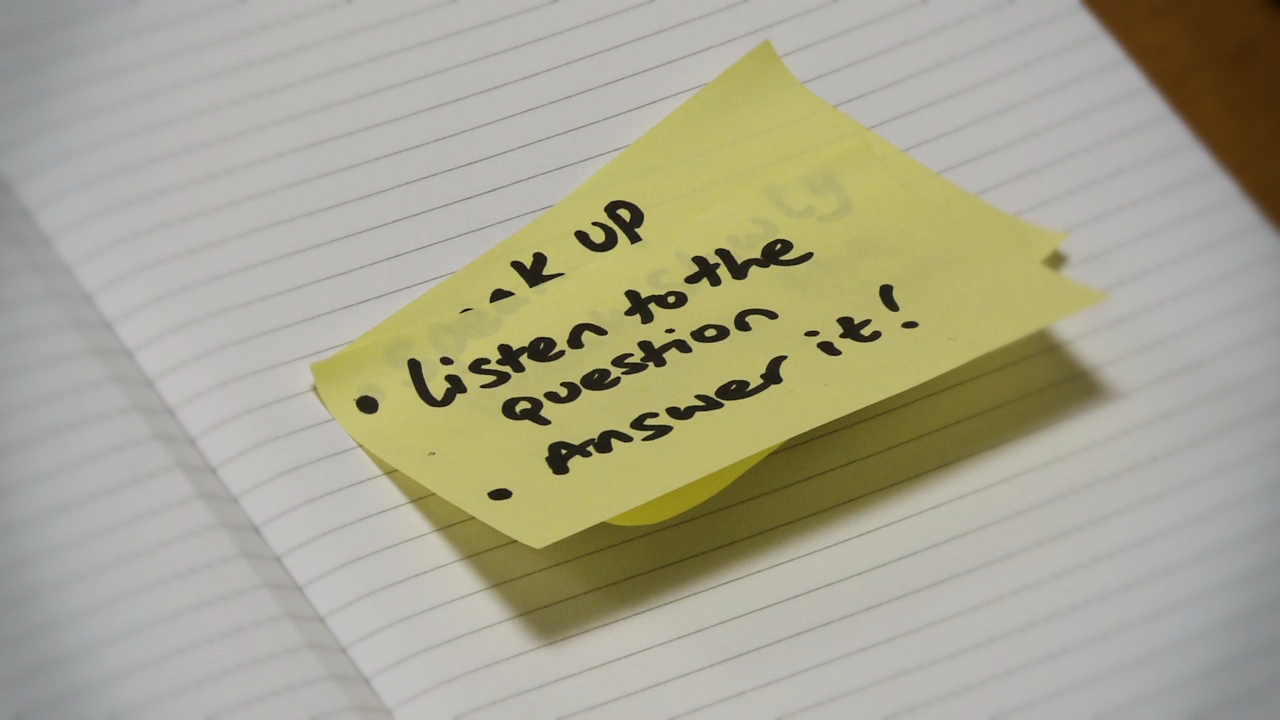 UP
• Listen to the
question
• Answer it!